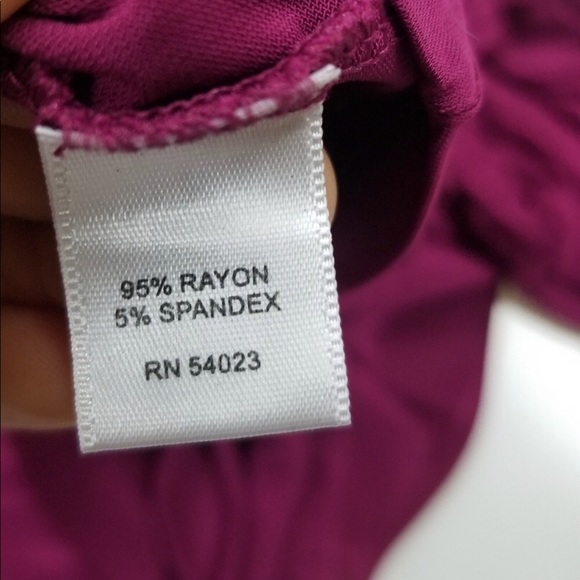 95% RAYON
5% SPANDEX
RN 54023